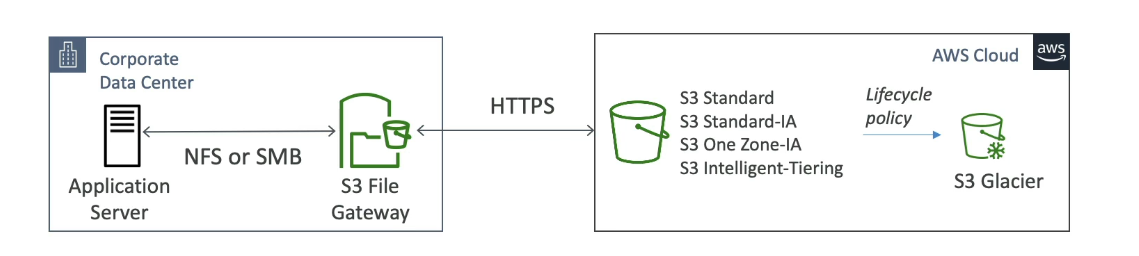 Corporate
Data Center
Application
Server
NFS or SMB
S3 File
Gateway
HTTPS
AWS Cloud
aws
S3 Standard
S3 Standard-IA
S3 One Zone-IA
S3 Intelligent-Tiering
Lifecycle
policy
S3 Glacier